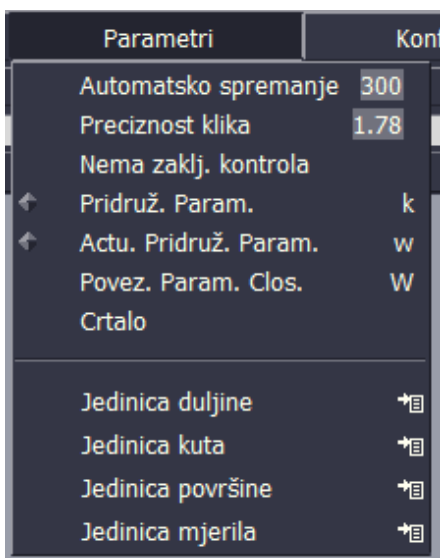 Parametri Konf
Automatsko spremanje 300
Preciznost klika 1.78
Nema zaklj. kontrola
Pridruž. Param. k
Actu. Pridruž. Param. w
Povez. Param. Clos. W
Crtalo
Jedinica duljine
Jedinica kuta
Jedinica površine
Jedinica mjerila